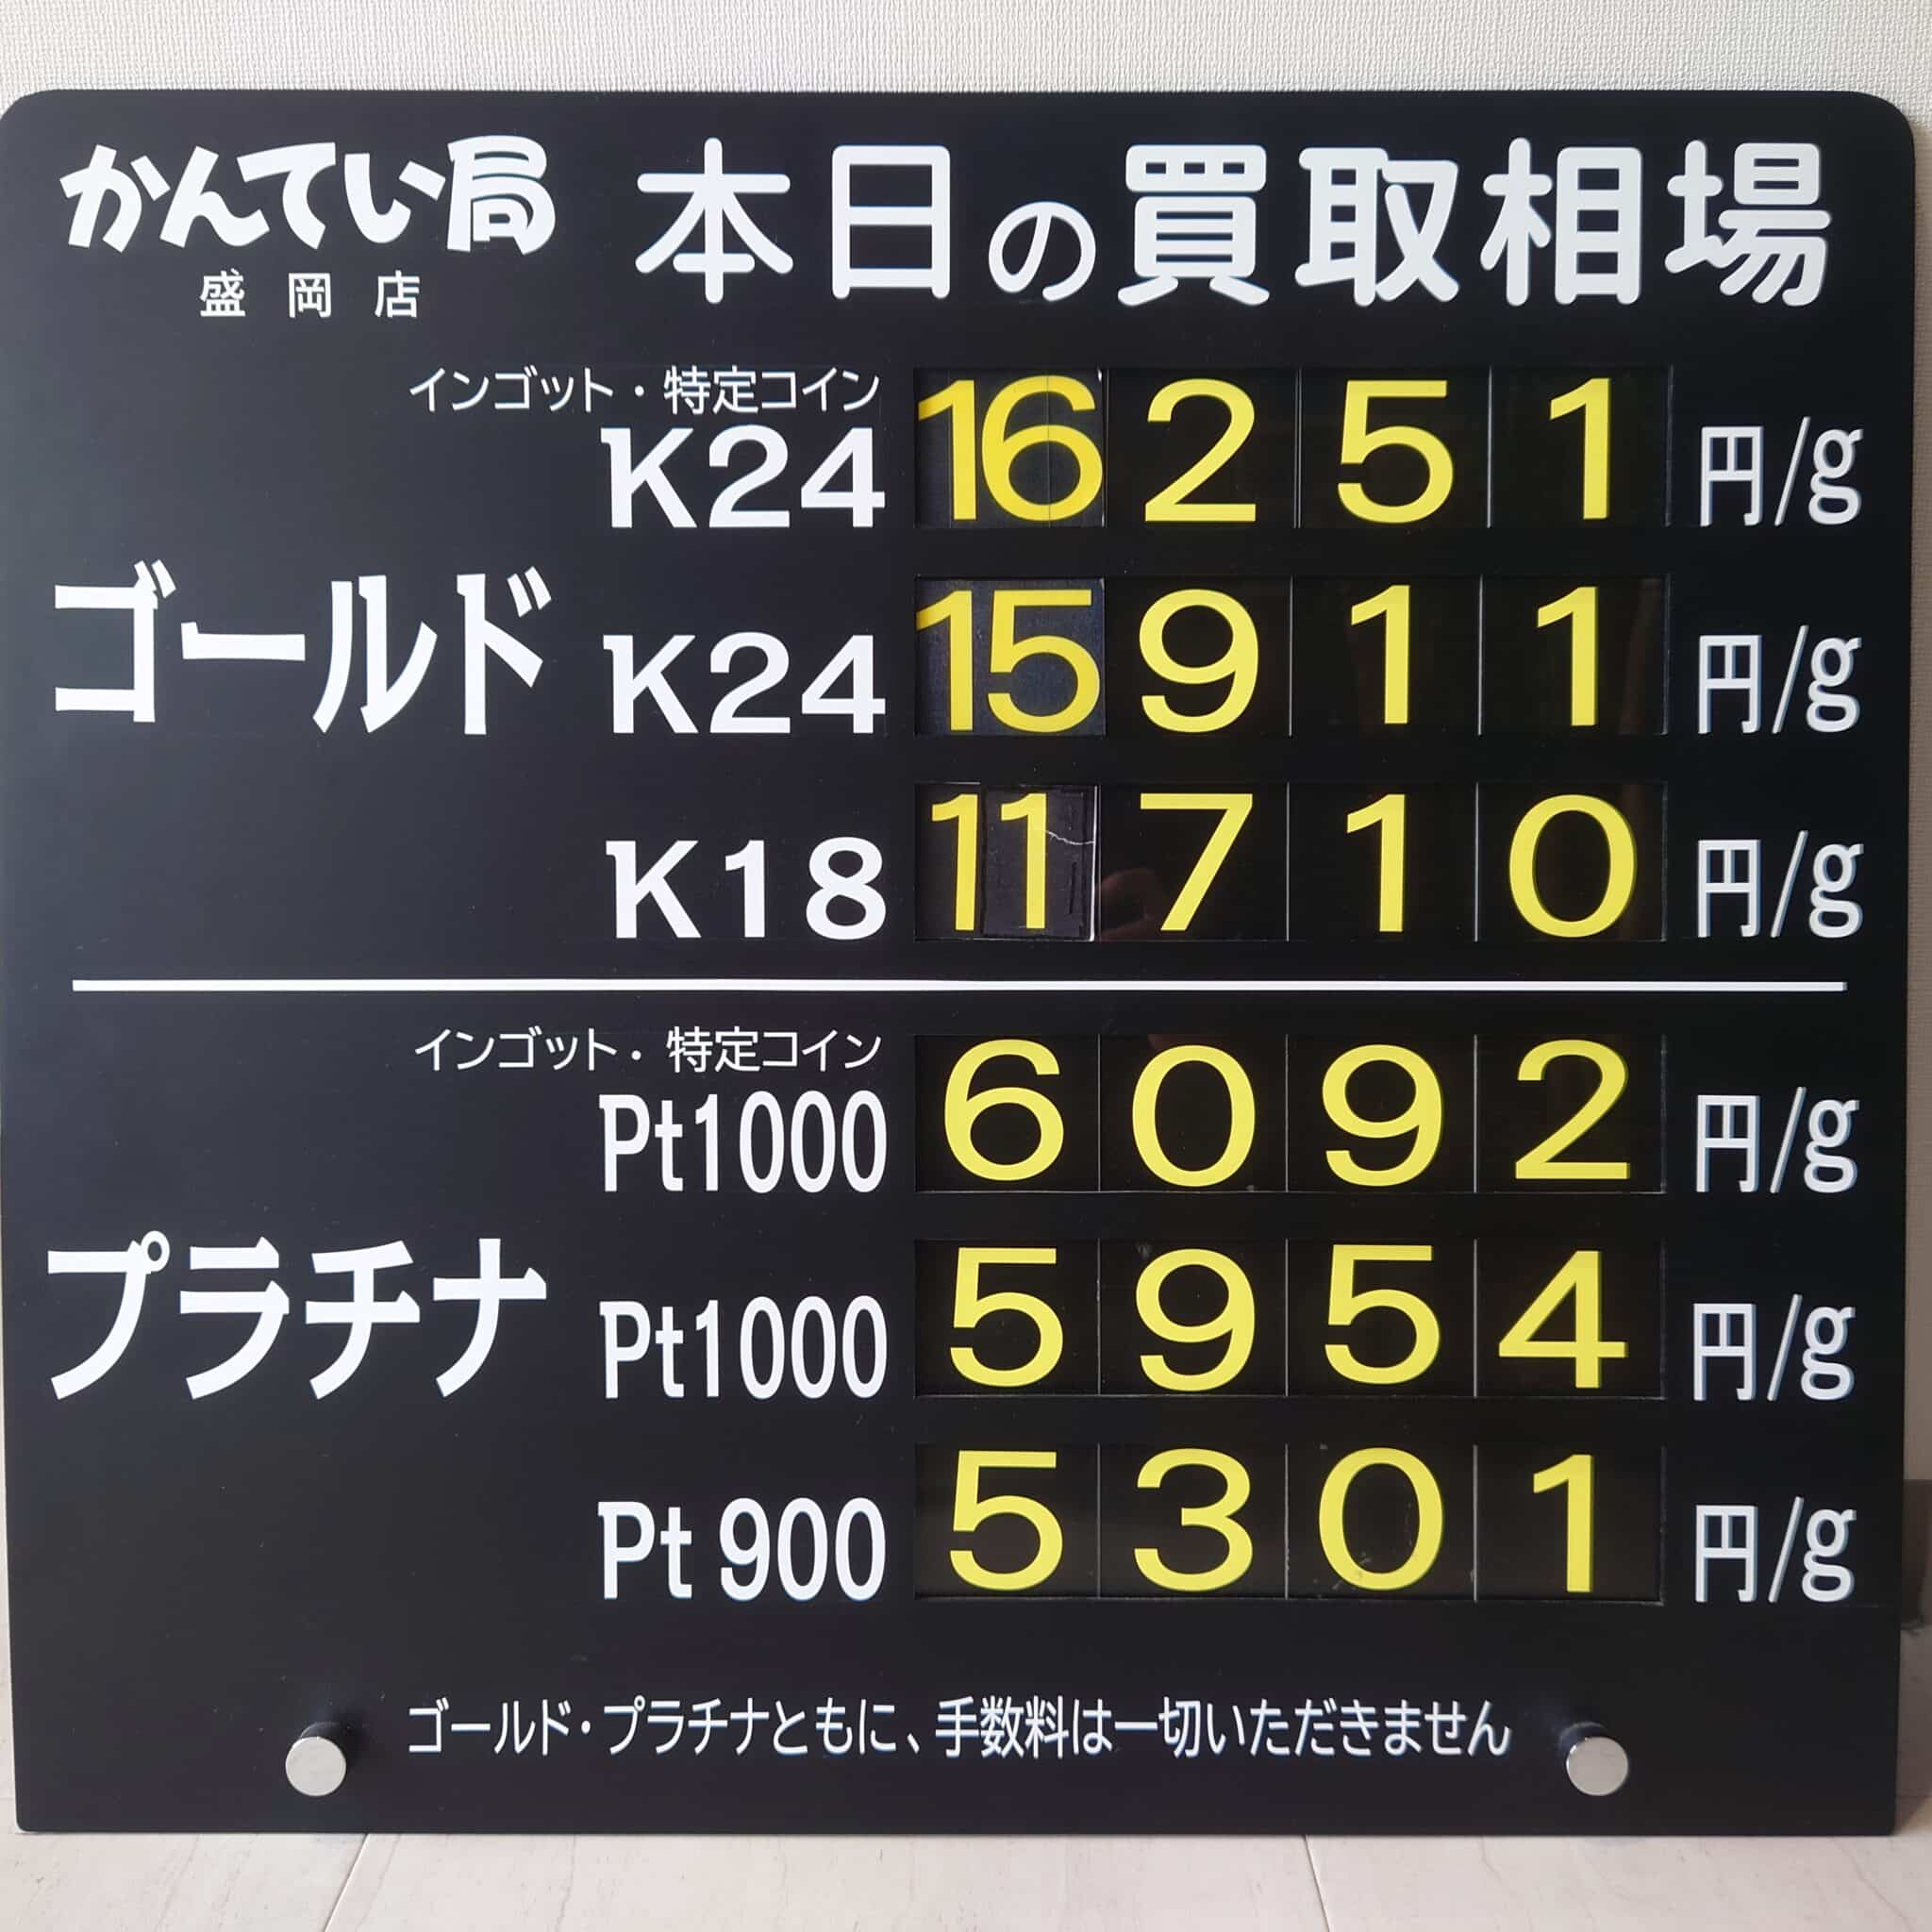 かんてい局 本日の買取相場
盛岡店
インゴット・特定コイン
K24 16251 円/g
ゴールド K24 15911 円/g
K18 11710 円/g
インゴット・特定コイン
Pt1000 6092 円/g
プラチナ Pt1000 5954 円/g
Pt 900 5301 円/g
ゴールド・プラチナともに、手数料は一切いただきません